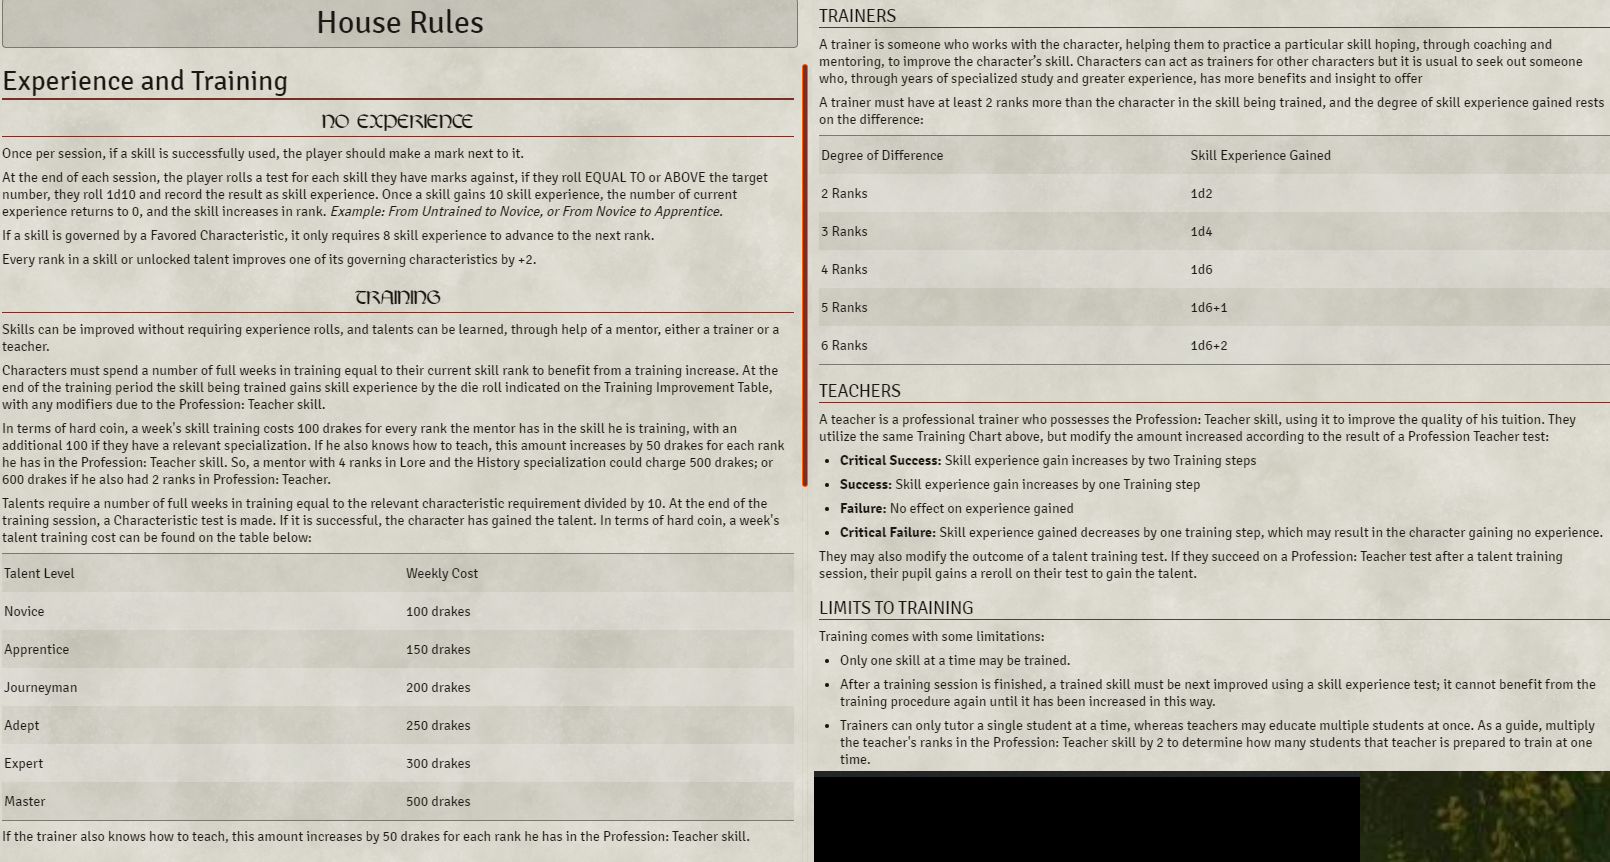 House Rules
Experience and Training
NO EXPERIENCE
Once per session, if a skill is successfully used, the player should make a mark next to it.
At the end of each session, the player rolls a test for each skill they have marks against, if they roll EQUAL TO or ABOVE the target
number, they roll 1d10 and record the result as skill experience. Once a skill gains 10 skill experience, the number of current
experience returns to 0, and the skill increases in rank. Example: From Untrained to Novice, or From Novice to Apprentice.
If a skill is governed by a Favored Characteristic, it only requires 8 skill experience to advance to the next rank.
Every rank in a skill or unlocked talent improves one of its governing characteristics by +2.
TRAINING
Skills can be improved without requiring experience rolls, and talents can be learned, through help of a mentor, either a trainer or a
teacher.
Characters must spend a number of full weeks in training equal to their current skill rank to benefit from a training increase. At the
end of the training period the skill being trained gains skill experience by the die roll indicated on the Training Improvement Table,
with any modifiers due to the Profession: Teacher skill.
In terms of hard coin, a week's skill training costs 100 drakes for every rank the mentor has in the skill he is training, with an
additional 100 if they have a relevant specialization. If he also knows how to teach, this amount increases by 50 drakes for each rank
he has in the Profession: Teacher skill. So, a mentor with 4 ranks in Lore and the History specialization could charge 500 drakes; or
600 drakes if he also had 2 ranks in Profession: Teacher.
Talents require a number of full weeks in training equal to the relevant characteristic requirement divided by 10. At the end of the
training session, a Characteristic test is made. If it is successful, the character has gained the talent. In terms of hard coin, a week's
talent training cost can be found on the table below:
Talent Level Weekly Cost
Novice 100 drakes
Apprentice 150 drakes
Journeyman 200 drakes
Adept 250 drakes
Expert 300 drakes
Master 500 drakes
If the trainer also knows how to teach, this amount increases by 50 drakes for each rank he has in the Profession: Teacher skill.
TRAINERS
A trainer is someone who works with the character, helping them to practice a particular skill hoping, through coaching and
mentoring, to improve the character's skill. Characters can act as trainers for other characters but it is usual to seek out someone
who, through years of specialized study and greater experience, has more benefits and insight to offer
A trainer must have at least 2 ranks more than the character in the skill being trained, and the degree of skill experience gained rests
on the difference:
Degree of Difference Skill Experience Gained
2 Ranks 1d2
3 Ranks 1d4
4 Ranks 1d6
5 Ranks 1d6+1
6 Ranks 1d6+2
TEACHERS
A teacher is a professional trainer who possesses the Profession: Teacher skill, using it to improve the quality of his tuition. They
utilize the same Training Chart above, but modify the amount increased according to the result of a Profession Teacher test:
• Critical Success: Skill experience gain increases by two Training steps
• Success: Skill experience gain increases by one Training step
• Failure: No effect on experience gained
• Critical Failure: Skill experience gained decreases by one training step, which may result in the character gaining no experience.
They may also modify the outcome of a talent training test. If they succeed on a Profession: Teacher test after a talent training
session, their pupil gains a reroll on their test to gain the talent.
LIMITS TO TRAINING
Training comes with some limitations:
• Only one skill at a time may be trained.
• After a training session is finished, a trained skill must be next improved using a skill experience test; it cannot benefit from the
training procedure again until it has been increased in this way.
• Trainers can only tutor a single student at a time, whereas teachers may educate multiple students at once. As a guide, multiply
the teacher's ranks in the Profession: Teacher skill by 2 to determine how many students that teacher is prepared to train at one
time.